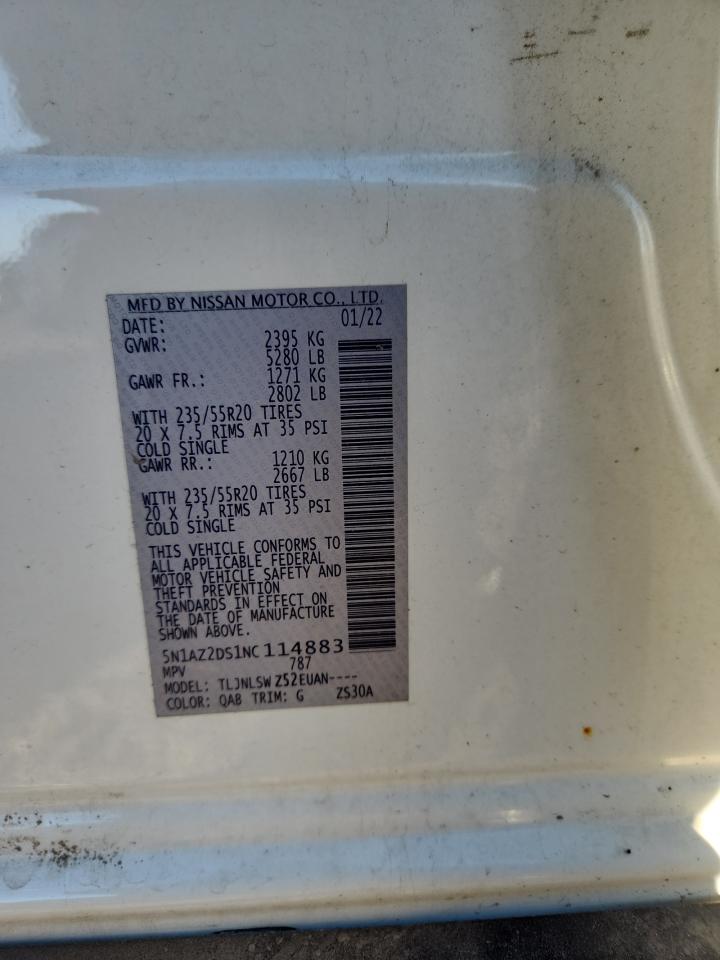 MFD BY NISSAN MOTOR CO., LTD.
DATE: 01/22
GVWR: 2395 KG
5280 LB
GAWR FR.: 1271 KG
2802 LB
WITH 235/55R20 TIRES
20 X 7.5 RIMS AT 35 PSI
COLD SINGLE
GAWR RR.: 1210 KG
2667 LB
WITH 235/55R20 TIRES
20 X 7.5 RIMS AT 35 PSI
COLD SINGLE
THIS VEHICLE CONFORMS TO
ALL APPLICABLE FEDERAL
MOTOR VEHICLE SAFETY AND
THEFT PREVENTION
STANDARDS IN EFFECT ON
THE DATE OF MANUFACTURE
SHOWN ABOVE.
5N1AZ2DS1NC114883
MPV 787
MODEL: TLJNLSW Z52EUAN----
COLOR: QAB TRIM: G ZS30A